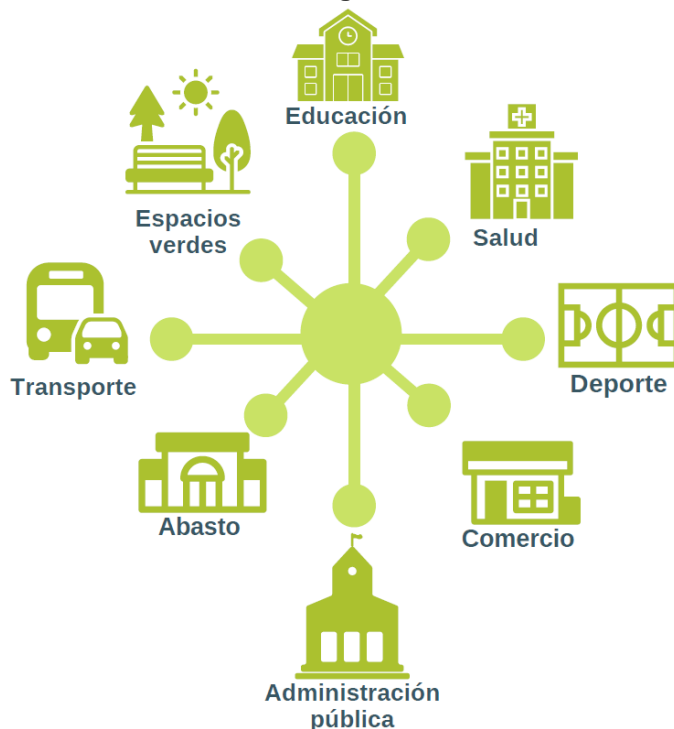 Educación
Espacios
verdes
Salud
Transporte
Deporte
Abasto
Comercio
Administración
pública